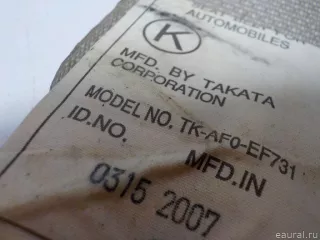 AUTOMOBILES
K
MFD. BY TAKATA
CORPORATION
MODEL NO. TK-AF0-EF731
ID.NO. MFD.IN
0315 2007
eaural.ru